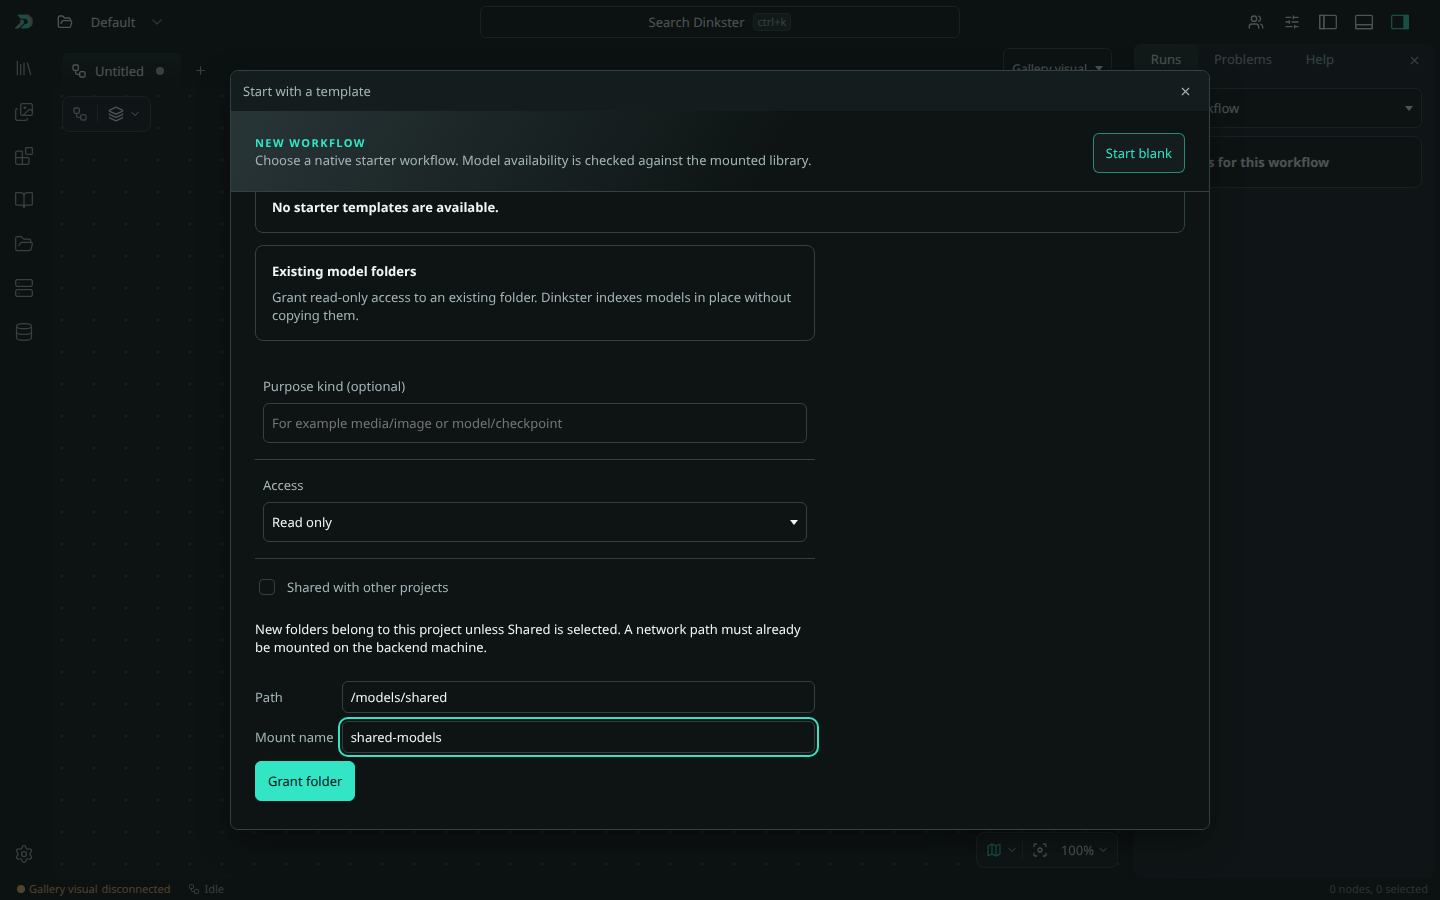 Default
Search Dinkster ctrl+k
Untitled
Gallery visual
Runs Problems Help
Start with a template
NEW WORKFLOW
Choose a native starter workflow. Model availability is checked against the mounted library.
Start blank
s for this workflow
No starter templates are available.
Existing model folders
Grant read-only access to an existing folder. Dinkster indexes models in place without
copying them.
Purpose kind (optional)
For example media/image or model/checkpoint
Access
Read only
Shared with other projects
New folders belong to this project unless Shared is selected. A network path must already
be mounted on the backend machine.
Path /models/shared
Mount name shared-models
Grant folder
100%
Gallery visual disconnected Idle
0 nodes, 0 selected